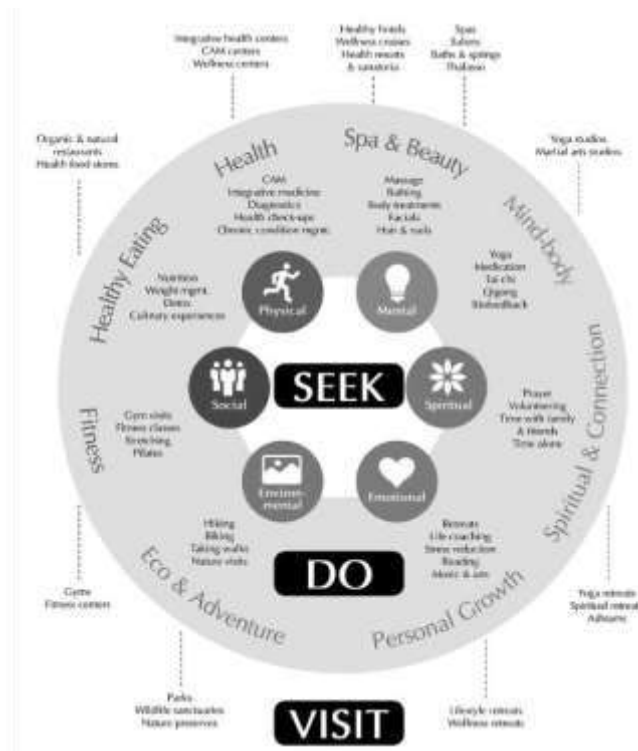 Integrative health centers
CAM centers
Wellness centers
Healthy hotels
Wellness cruises
Health resorts
& sanatoria
Spas
Salons
Baths & springs
Thalasso
Organic & natural
restaurants
Health food stores
Yoga studios
Martial arts studios
Health
Spa & Beauty
Mind-body
Healthy Eating
CAM
Integrative medicine
Diagnostics
Health check-ups
Chronic condition mgmt.
Massage
Bathing
Body treatments
Facials
Hair & nails
Yoga
Medication
Tai chi
Qigong
Biofeedback
Nutrition
Weight mgmt.
Detox
Culinary experiences
Physical
Mental
Social
SEEK
Spiritual
Fitness
Gym visits
Fitness classes
Stretching
Pilates
Prayer
Volunteering
Time with family
& friends
Time alone
Spiritual & Connection
Environ-
mental
Emotional
Hiking
Biking
Taking walks
Nature visits
Retreats
Life coaching
Stress reduction
Reading
Music & arts
DO
Eco & Adventure
Personal Growth
Gyms
Fitness centers
Yoga retreats
Spiritual retreat
Ashrams
Parks
Wildlife sanctuaries
Nature preserves
VISIT
Lifestyle retreats
Wellness retreats